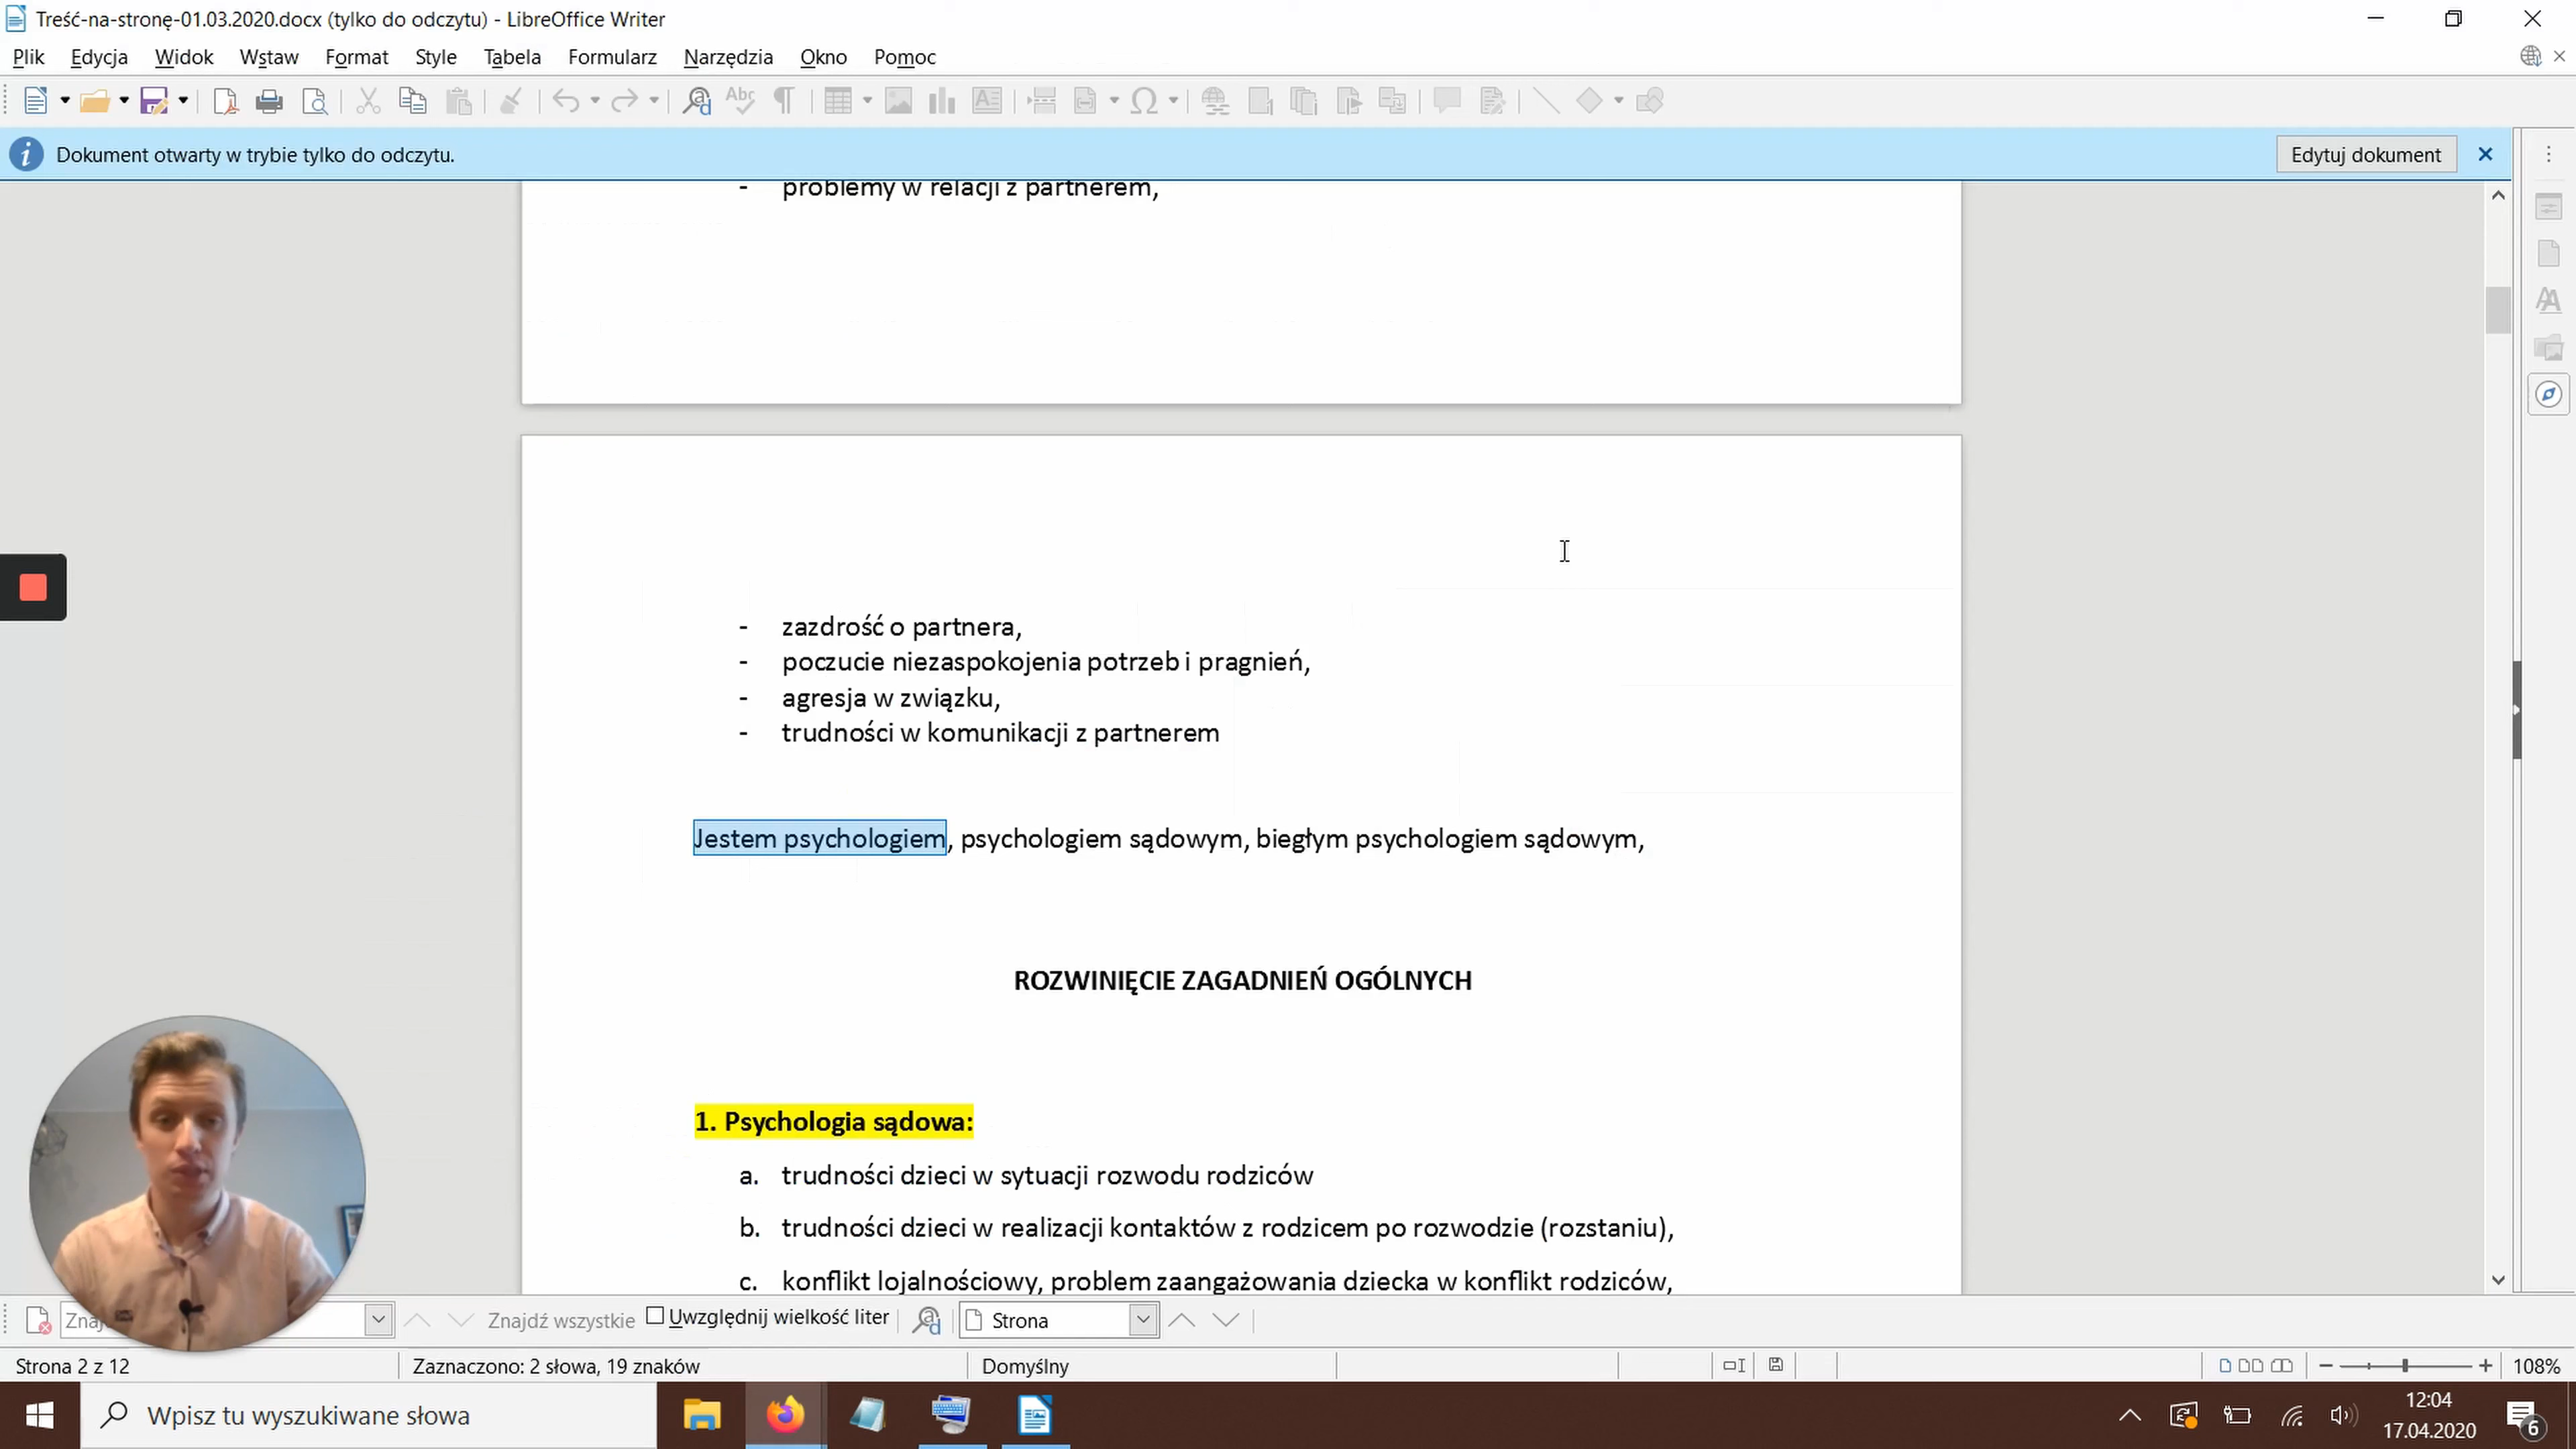 Treść-na-stronę-01.03.2020.docx (tylko do odczytu) - LibreOffice Writer
Plik Edycja Widok Wstaw Format Style Tabela Formularz Narzędzia Okno Pomoc
Dokument otwarty w trybie tylko do odczytu.
Edytuj dokument
- problemy w relacji z partnerem,
- zazdrość o partnera,
- poczucie niezaspokojenia potrzeb i pragnień,
- agresja w związku,
- trudności w komunikacji z partnerem
Jestem psychologiem, psychologiem sądowym, biegłym psychologiem sądowym,
ROZWINIĘCIE ZAGADNIEŃ OGÓLNYCH
1. Psychologia sądowa:
a. trudności dzieci w sytuacji rozwodu rodziców
b. trudności dzieci w realizacji kontaktów z rodzicem po rozwodzie (rozstaniu),
c. konflikt lojalnościowy, problem zaangażowania dziecka w konflikt rodziców,
Znajdź wszystkie Uwzględnij wielkość liter Strona
Strona 2 z 12 Zaznaczono: 2 słowa, 19 znaków Domyślny 108%
Wpisz tu wyszukiwane słowa
12:04
17.04.2020
6